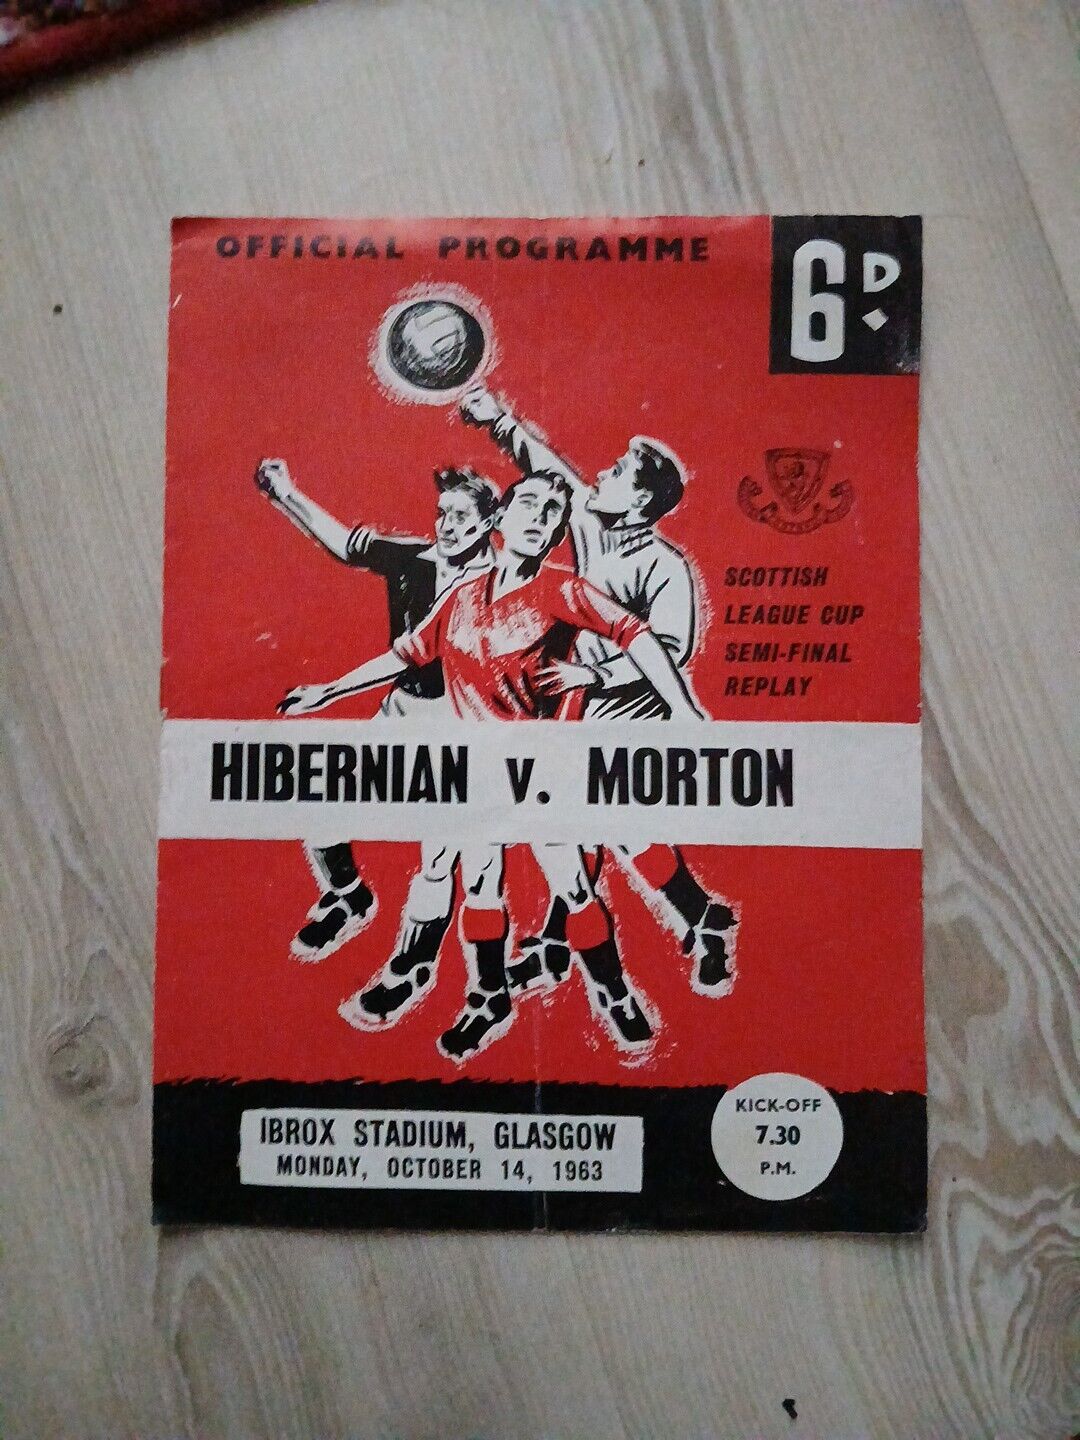 OFFICIAL PROGRAMME
6D.
SCOTTISH
LEAGUE CUP
SEMI-FINAL
REPLAY
HIBERNIAN v. MORTON
KICK-OFF
7.30
P.M.
IBROX STADIUM, GLASGOW
MONDAY, OCTOBER 14, 1963